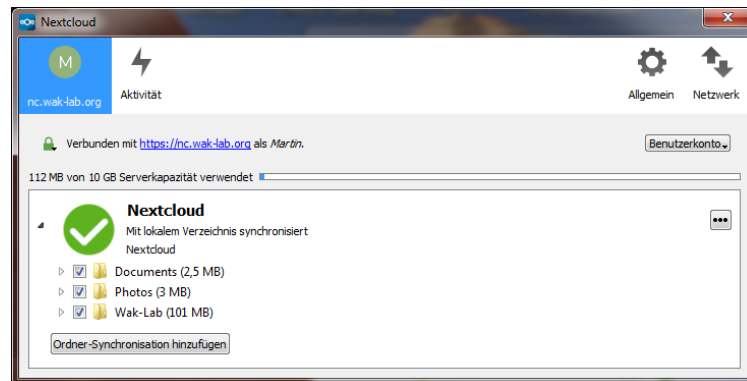 Nextcloud
M
nc.wak-lab.org
Aktivität
Allgemein
Netzwerk
Verbunden mit https://nc.wak-lab.org als Martin.
Benutzerkonto
112 MB von 10 GB Serverkapazität verwendet
Nextcloud
Mit lokalem Verzeichnis synchronisiert
Nextcloud
Documents (2,5 MB)
Photos (3 MB)
Wak-Lab (101 MB)
Ordner-Synchronisation hinzufügen